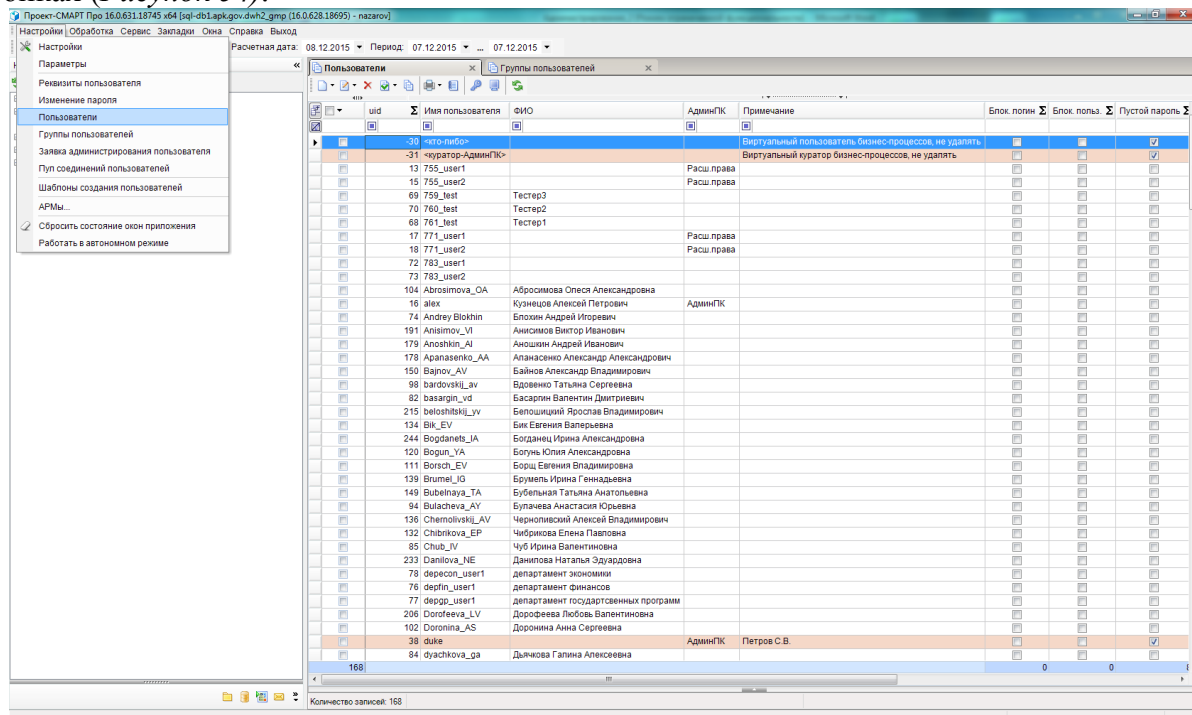 онках (Рисунок 54).
Проект-СМАРТ Про 16.0.631.18745 x64 [sql-db1.apk.gov.dwh2_gmp (16.0.628.18695) - nazarov]
Настройки Обработка Сервис Закладки Окна Справка Выход
Настройки
Расчетная дата: 08.12.2015 Период: 07.12.2015 ... 07.12.2015
Параметры
Реквизиты пользователя
Изменение пароля
Пользователи
Группы пользователей
Заявка администрирования пользователя
Пул соединений пользователей
Шаблоны создания пользователей
АРМы...
Сбросить состояние окон приложения
Работать в автономном режиме
Пользователи × Группы пользователей ×
uid Σ Имя пользователя ФИО АдминПК Примечание Блок. логин Σ Блок. польз. Σ Пустой пароль Σ
-30 <кто-либо> Виртуальный пользователь бизнес-процессов, не удалять
-31 <куратор-АдминПК> Виртуальный куратор бизнес-процессов, не удалять
13 755_user1 Расш.права
15 755_user2 Расш.права
69 759_test Тестер3
70 760_test Тестер2
68 761_test Тестер1
17 771_user1 Расш.права
18 771_user2 Расш.права
72 783_user1
73 783_user2
104 Abrosimova_OA Абросимова Олеся Александровна
16 alex Кузнецов Алексей Петрович АдминПК
74 Andrey Blokhin Блохин Андрей Игоревич
191 Anisimov_VI Анисимов Виктор Иванович
179 Anoshkin_AI Аношкин Андрей Иванович
178 Apanasenko_AA Апанасенко Александр Александрович
150 Bajnov_AV Байнов Александр Владимирович
98 bardovskij_av Вдовенко Татьяна Сергеевна
82 basargin_vd Басаргин Валентин Дмитриевич
215 beloshitskij_yv Белошицкий Ярослав Владимирович
134 Bik_EV Бик Евгения Валерьевна
244 Bogdanets_IA Богданец Ирина Александровна
120 Bogun_YA Богунь Юлия Александровна
111 Borsch_EV Борщ Евгения Владимировна
139 Brumel_IG Брумель Ирина Геннадьевна
149 Bubelnaya_TA Бубельная Татьяна Анатольевна
94 Bulacheva_AY Булачева Анастасия Юрьевна
136 Chernolivskij_AV Черноливский Алексей Владимирович
132 Chibrikova_EP Чибрикова Елена Павловна
85 Chub_IV Чуб Ирина Валентиновна
233 Danilova_NE Данилова Наталья Эдуардовна
78 depecon_user1 департамент экономики
76 depfin_user1 департамент финансов
77 depgp_user1 департамент государтсвенных программ
206 Dorofeeva_LV Дорофеева Любовь Валентиновна
102 Doronina_AS Доронина Анна Сергеевна
38 duke АдминПК Петров С.В.
84 dyachkova_ga Дьячкова Галина Алексеевна
168 0 0
Количество записей: 168